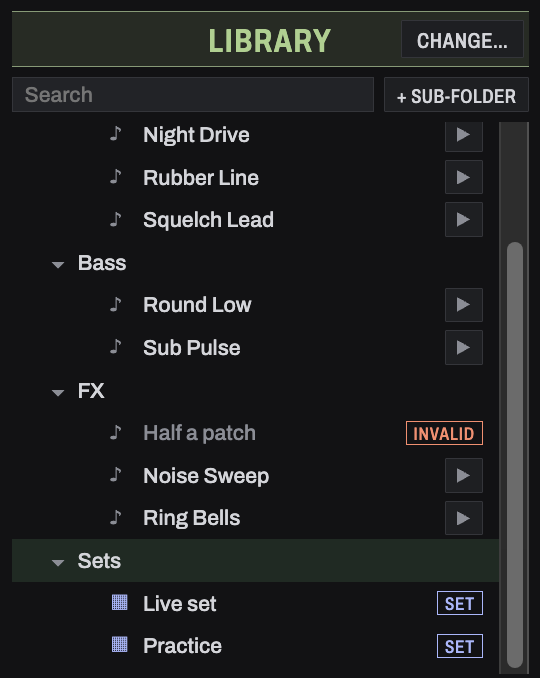 LIBRARY
CHANGE...
Search
+ SUB-FOLDER
Night Drive
Rubber Line
Squelch Lead
Bass
Round Low
Sub Pulse
FX
Half a patch
INVALID
Noise Sweep
Ring Bells
Sets
Live set
SET
Practice
SET